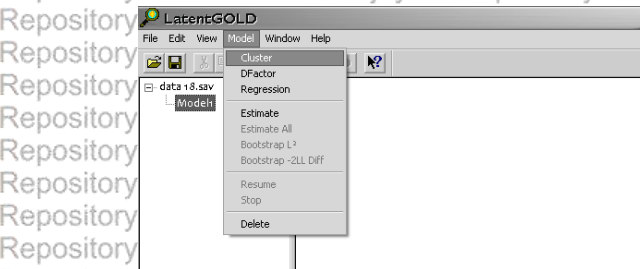 Repository
LatentGOLD
Repository
File Edit View Model Window Help
Repository
Cluster
DFactor
Regression
Estimate
Estimate All
Bootstrap L²
Bootstrap -2LL Diff
Resume
Stop
Delete
data18.sav
Model1
Repository
Repository
Repository
Repository
Repository
Repository